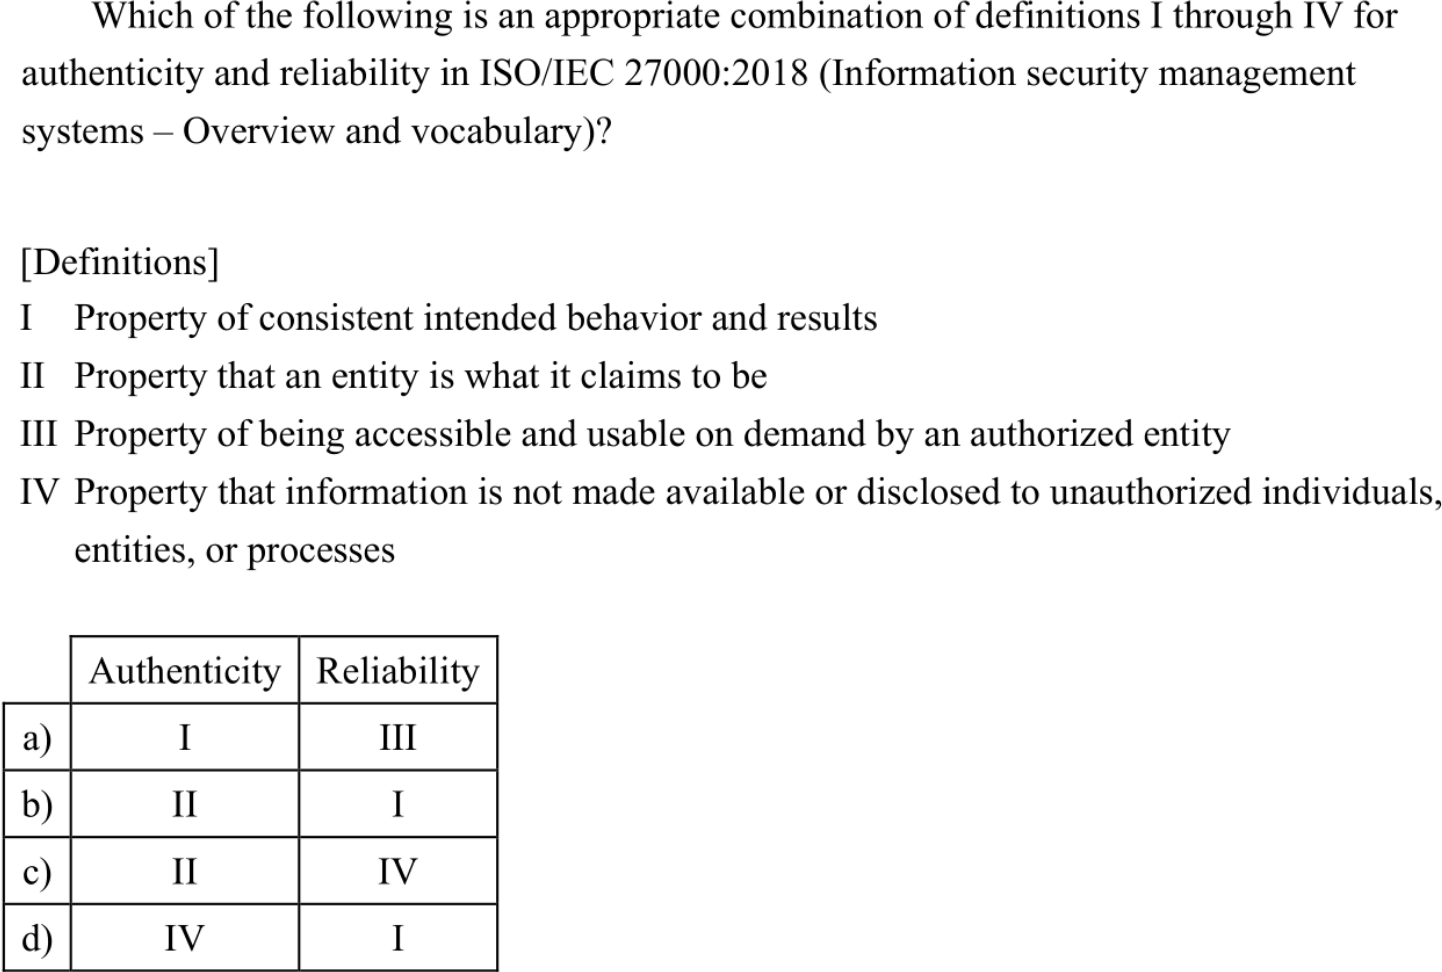 Which of the following is an appropriate combination of definitions I through IV for
authenticity and reliability in ISO/IEC 27000:2018 (Information security management
systems – Overview and vocabulary)?
[Definitions]
I Property of consistent intended behavior and results
II Property that an entity is what it claims to be
III Property of being accessible and usable on demand by an authorized entity
IV Property that information is not made available or disclosed to unauthorized individuals,
entities, or processes
Authenticity Reliability
a) I III
b) II I
c) II IV
d) IV I